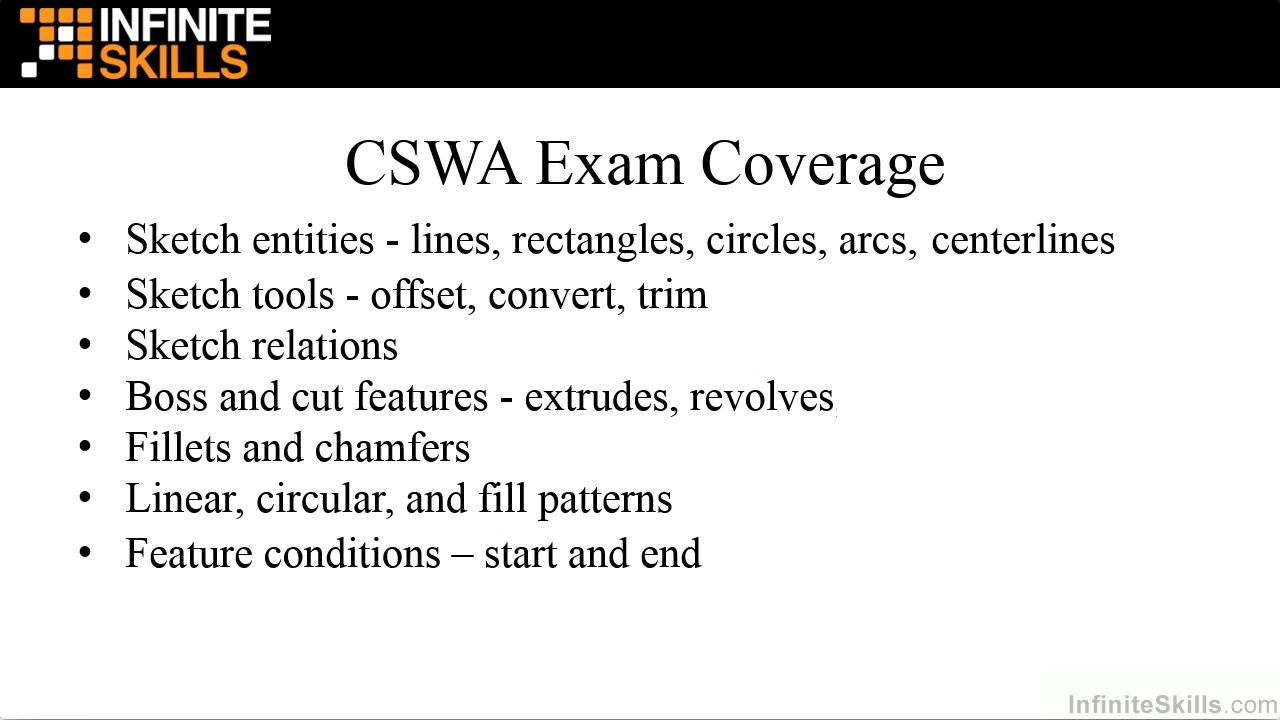 INFINITE
SKILLS
CSWA Exam Coverage
• Sketch entities - lines, rectangles, circles, arcs, centerlines
• Sketch tools - offset, convert, trim
• Sketch relations
• Boss and cut features - extrudes, revolves
• Fillets and chamfers
• Linear, circular, and fill patterns
• Feature conditions – start and end
InfiniteSkills.com